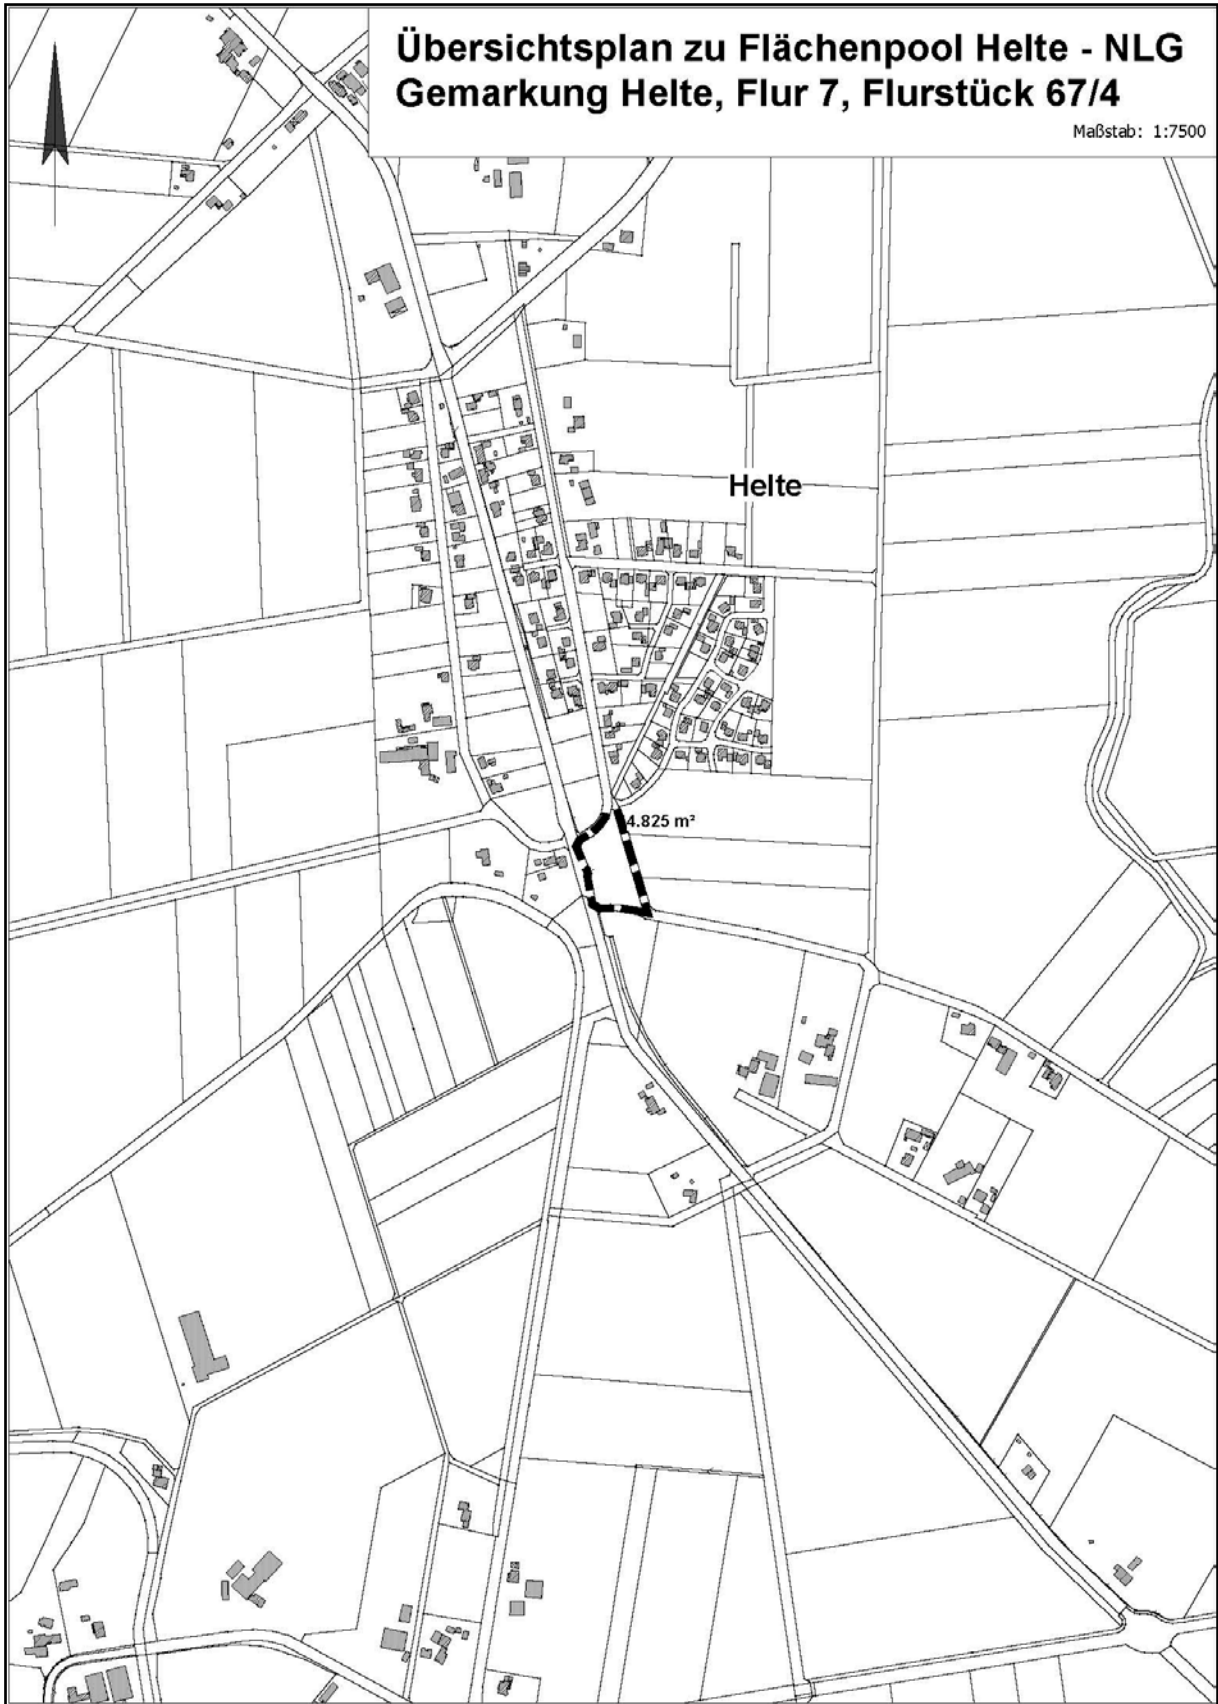 Übersichtsplan zu Flächenpool Helte - NLG
Gemarkung Helte, Flur 7, Flurstück 67/4
Maßstab: 1:7500
Helte
4.825 m²